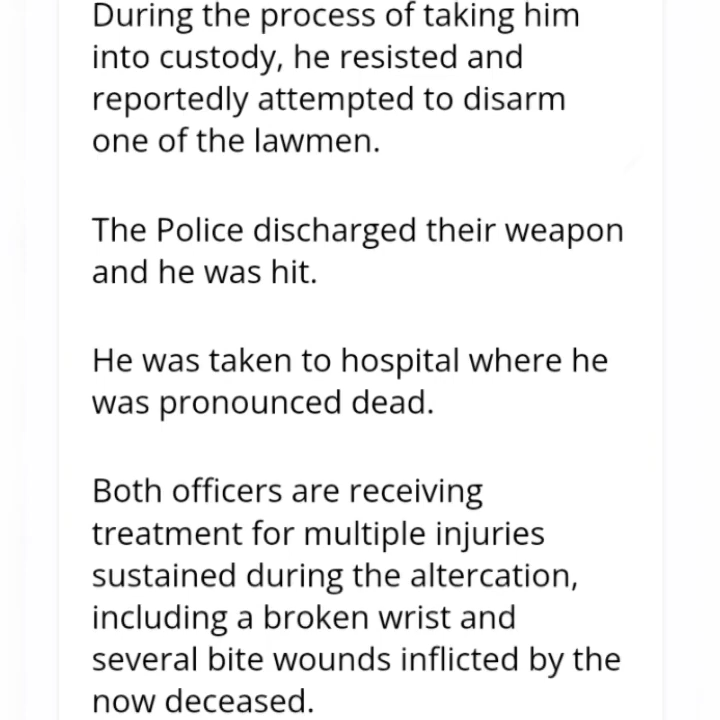 During the process of taking him
into custody, he resisted and
reportedly attempted to disarm
one of the lawmen.
The Police discharged their weapon
and he was hit.
He was taken to hospital where he
was pronounced dead.
Both officers are receiving
treatment for multiple injuries
sustained during the altercation,
including a broken wrist and
several bite wounds inflicted by the
now deceased.